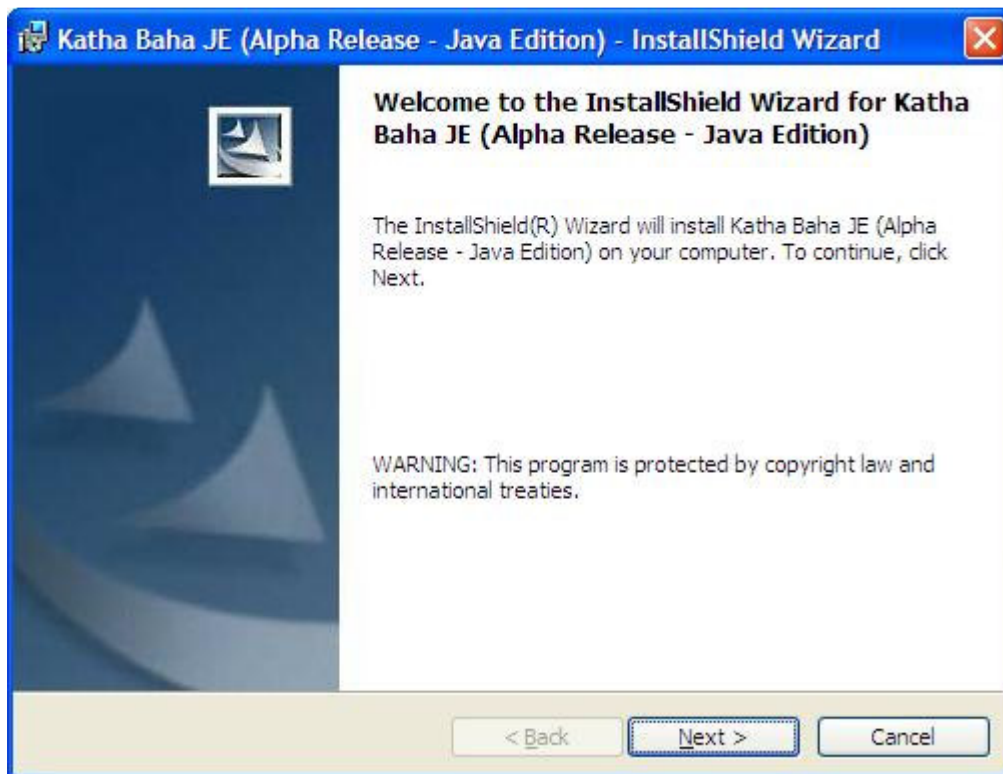 Katha Baha JE (Alpha Release - Java Edition) - InstallShield Wizard
Welcome to the InstallShield Wizard for Katha
Baha JE (Alpha Release - Java Edition)
The InstallShield(R) Wizard will install Katha Baha JE (Alpha
Release - Java Edition) on your computer. To continue, click
Next.
WARNING: This program is protected by copyright law and
international treaties.
< Back
Next >
Cancel